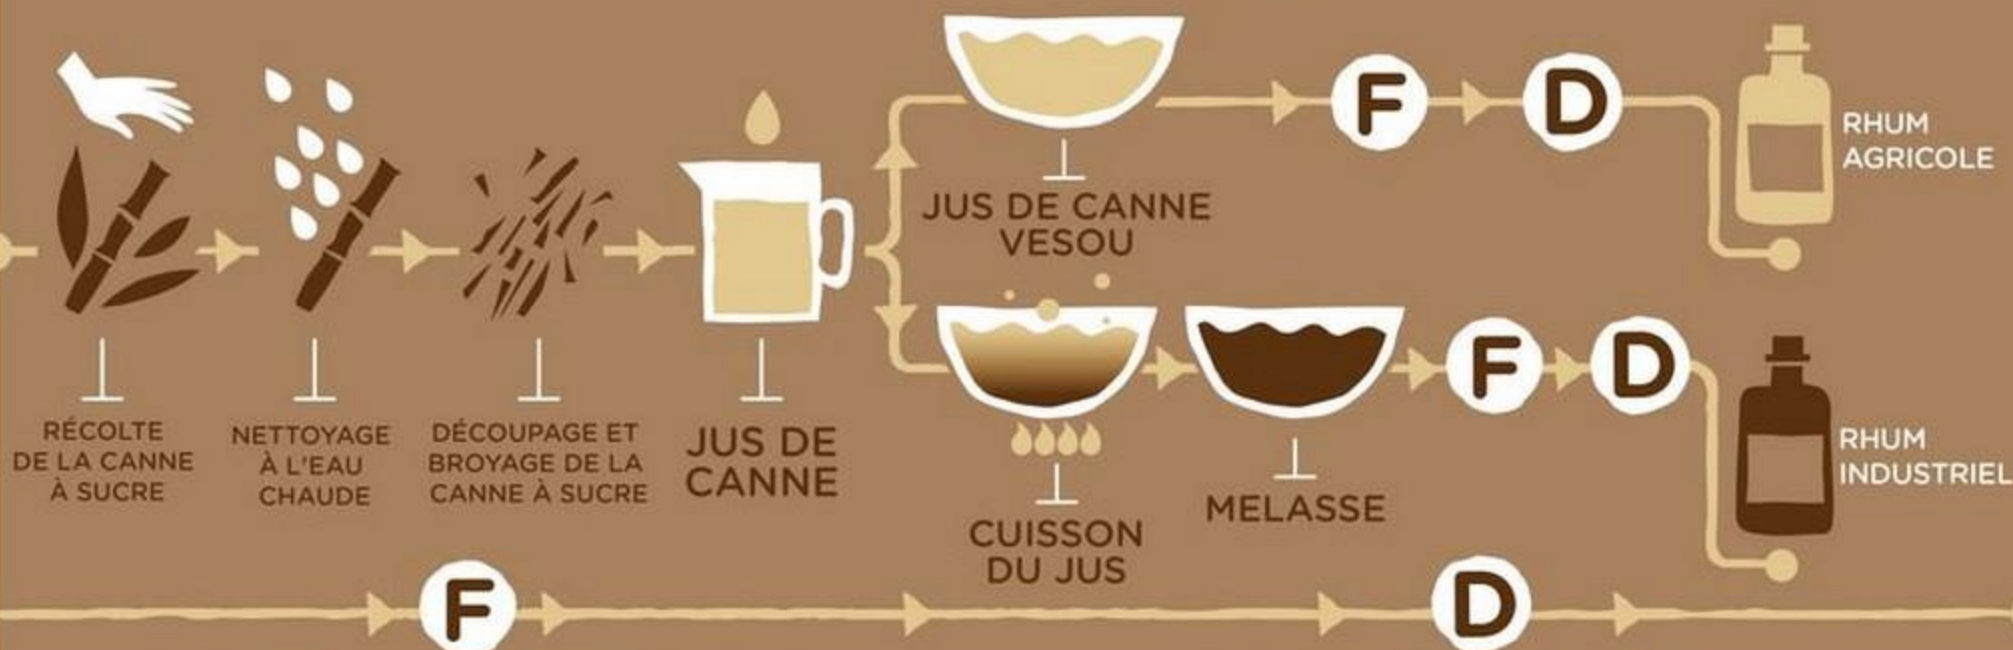 F
D
RHUM
AGRICOLE
JUS DE CANNE
VESOU
RÉCOLTE
DE LA CANNE
À SUCRE
NETTOYAGE
À L'EAU
CHAUDE
DÉCOUPAGE ET
BROYAGE DE LA
CANNE À SUCRE
JUS DE
CANNE
CUISSON
DU JUS
MELASSE
F
D
RHUM
INDUSTRIEL
F
D